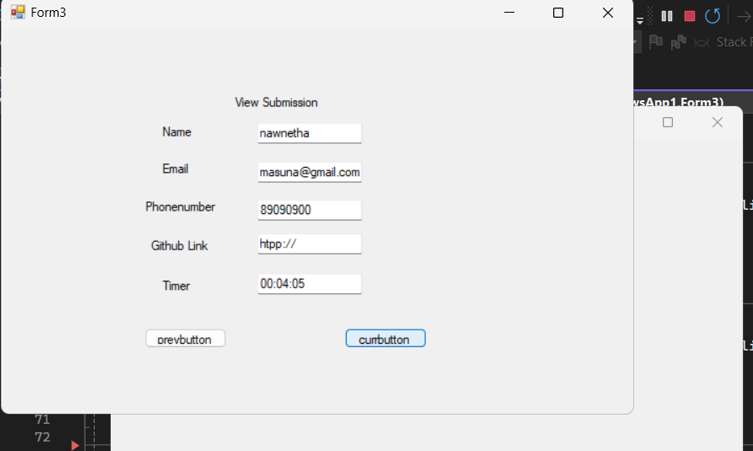 Form3
Stack
wsApp1.Form3)
View Submission
Name nawnetha
Email masuna@gmail.com
Phonenumber 89090900
Github Link htpp://
Timer 00:04:05
prevbutton currbutton
71
72